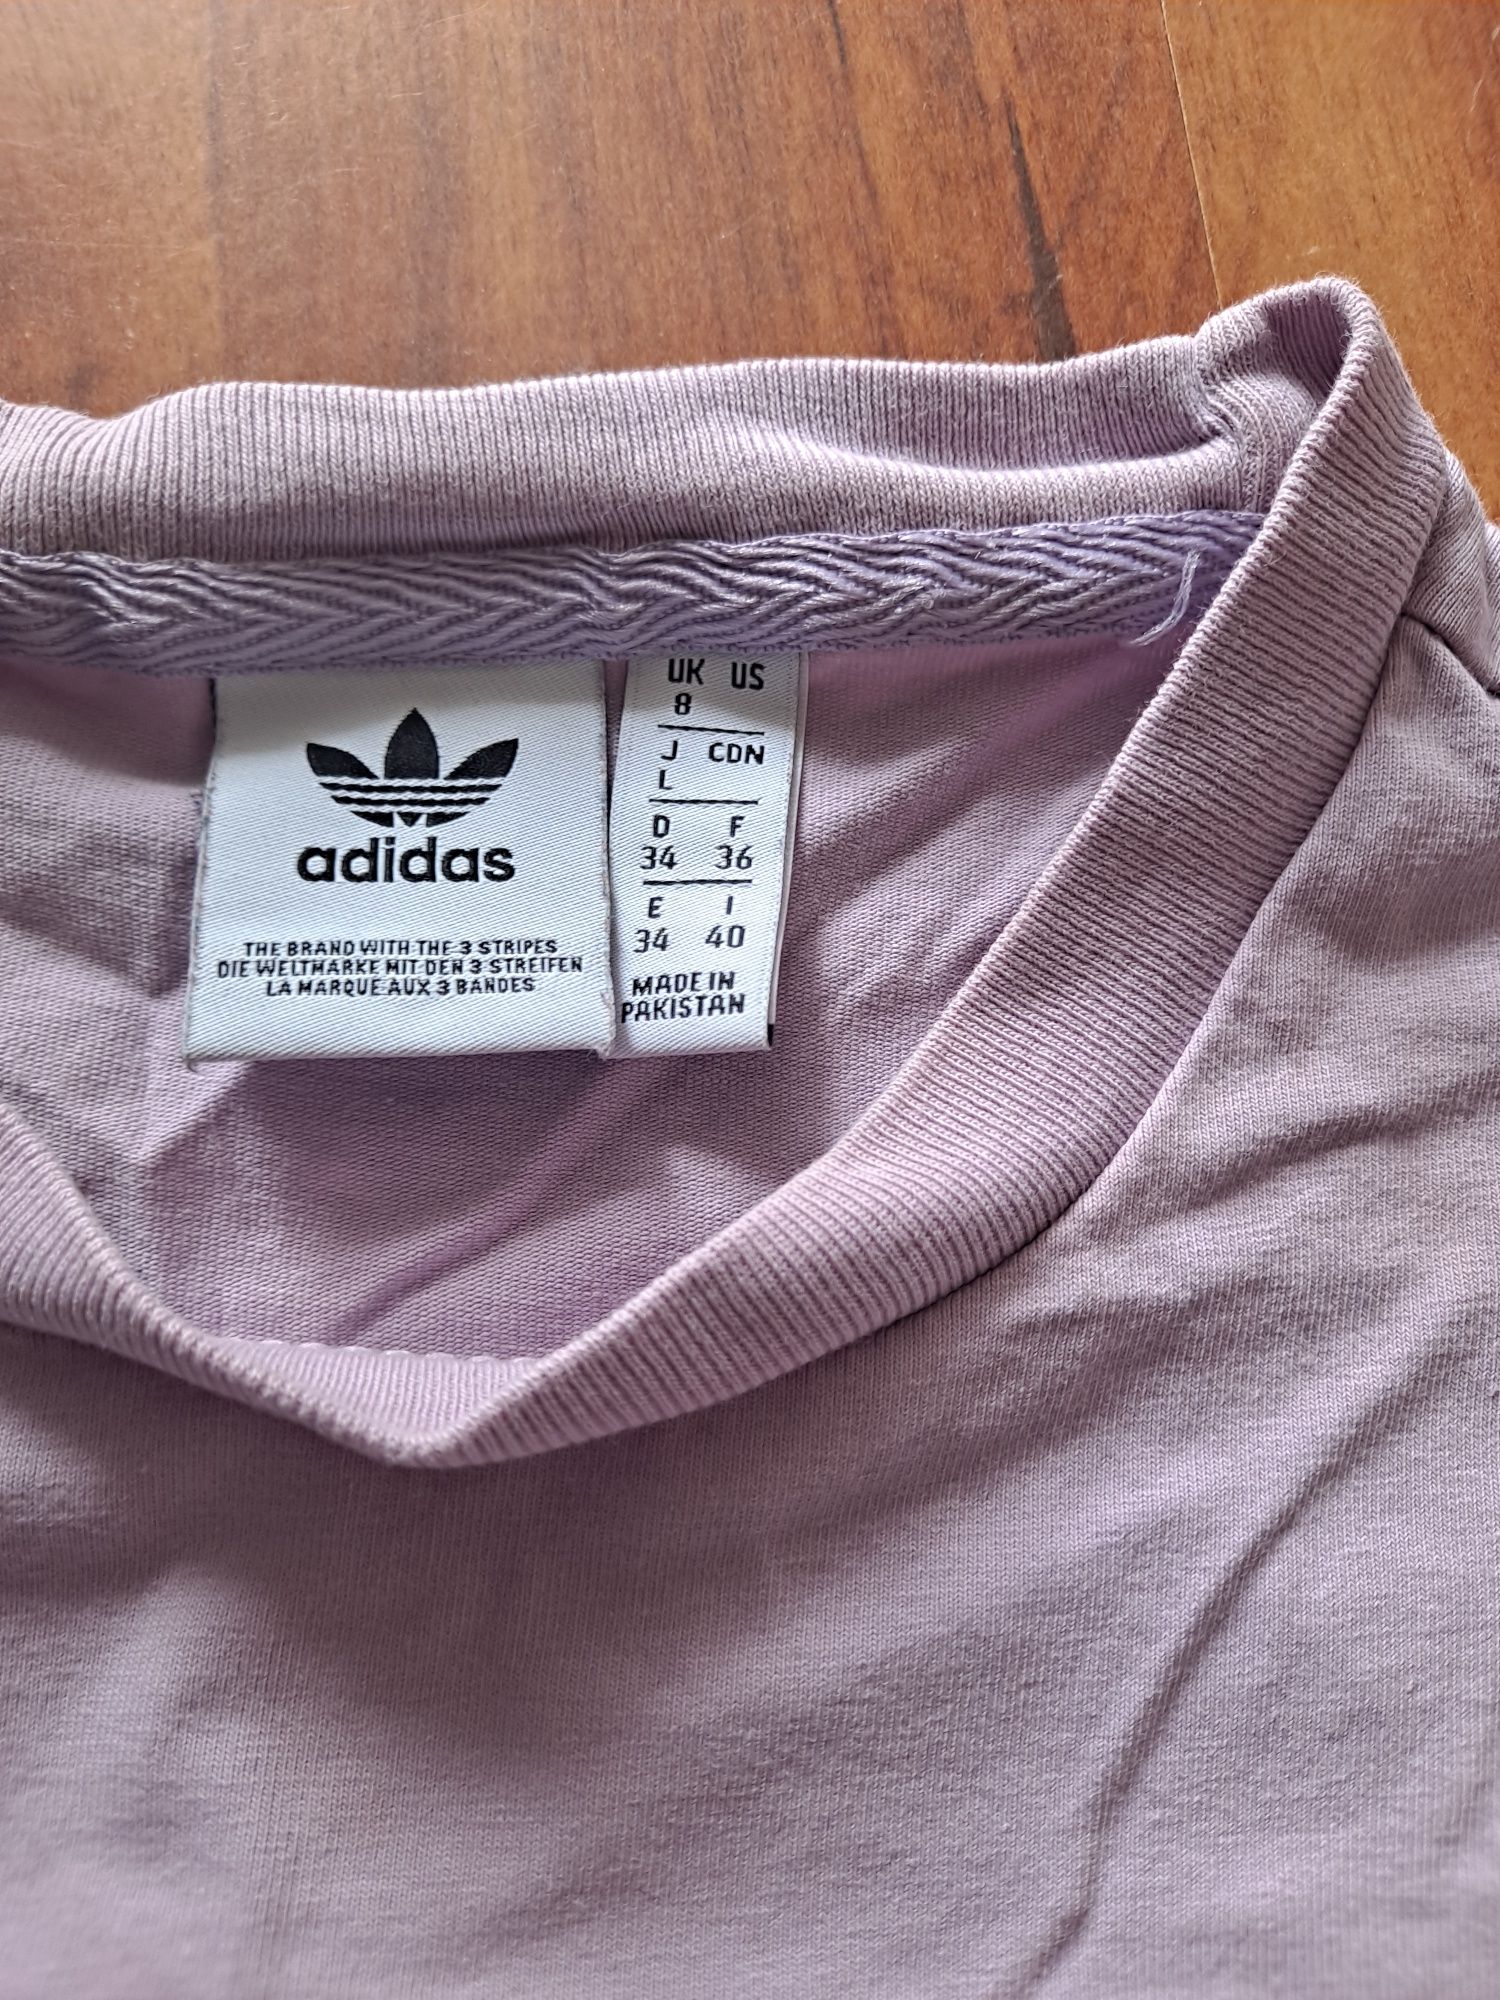 adidas
THE BRAND WITH THE 3 STRIPES
DIE WELTMARKE MIT DEN 3 STREIFEN
LA MARQUE AUX 3 BANDES
UK US
8
J CDN
L
D F
34 36
E I
34 40
MADE IN
PAKISTAN